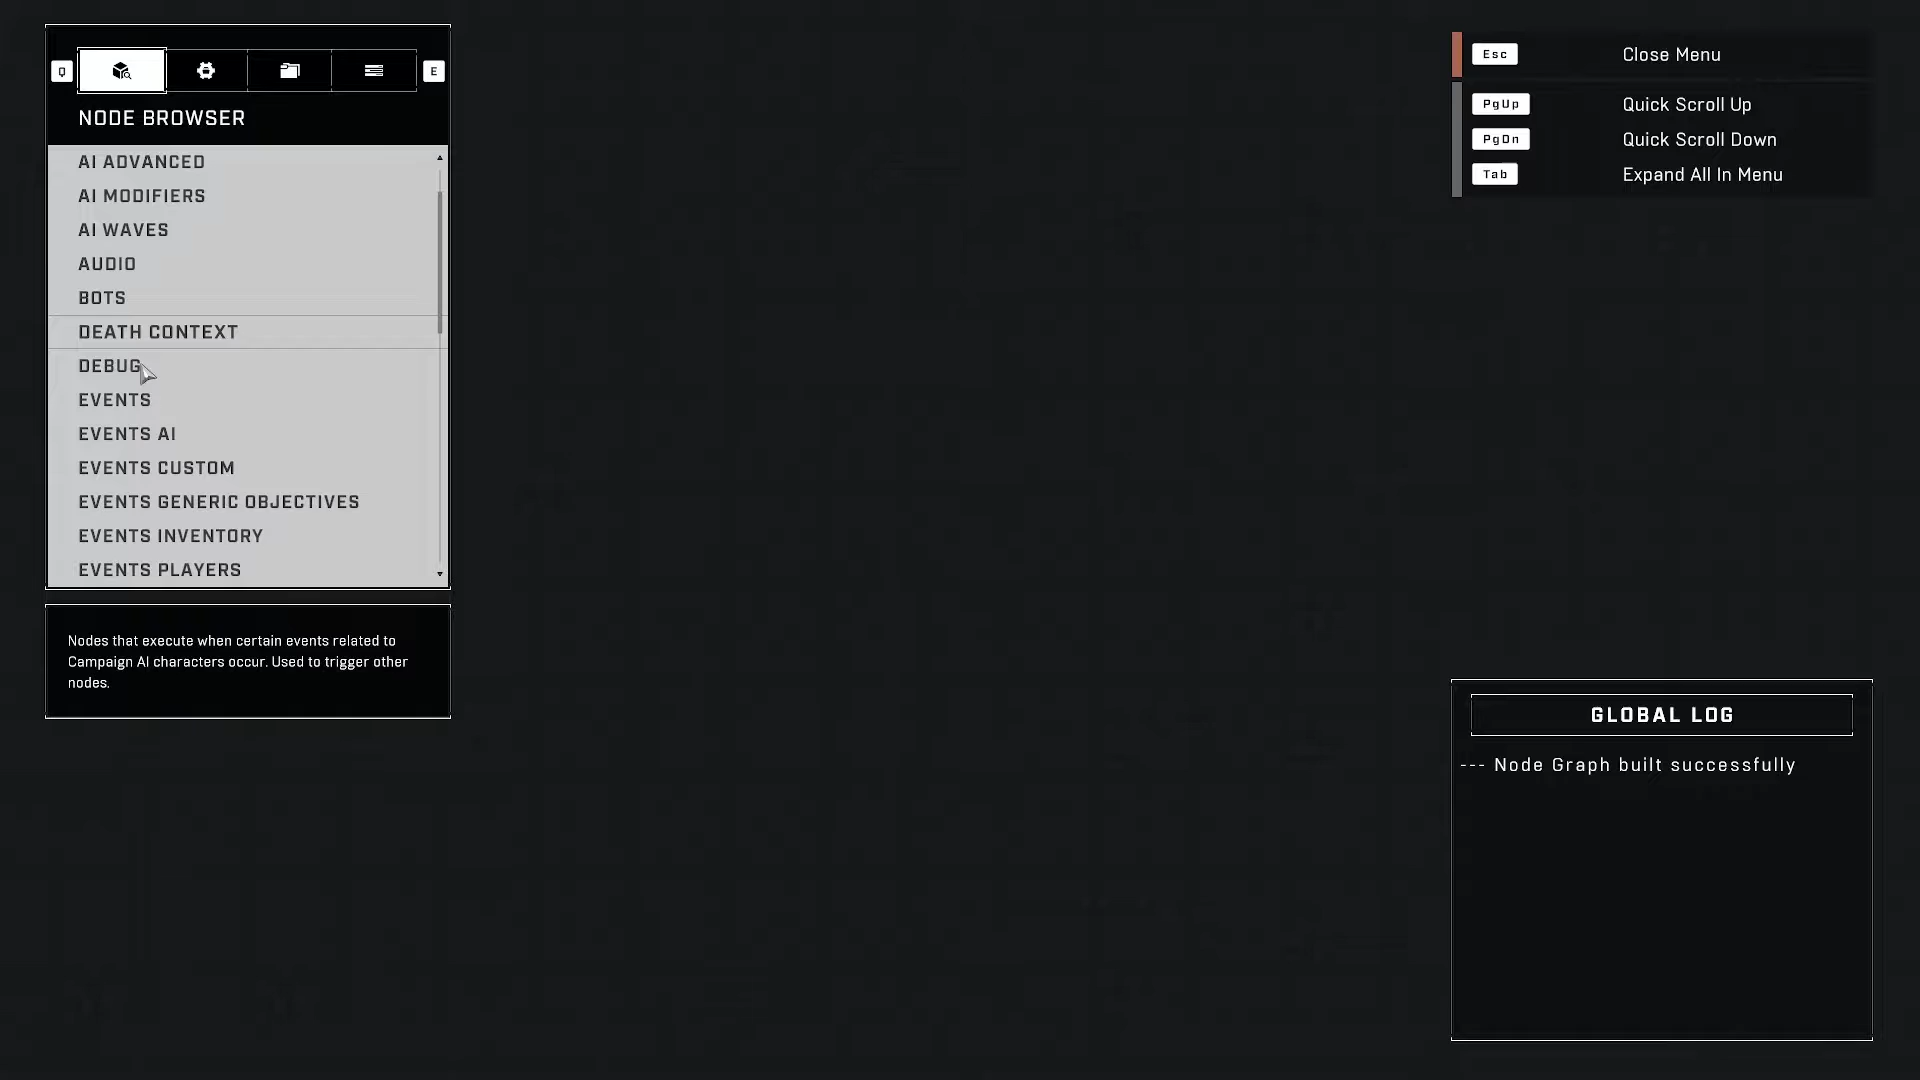 Q
E
NODE BROWSER
AI ADVANCED
AI MODIFIERS
AI WAVES
AUDIO
BOTS
DEATH CONTEXT
DEBUG
EVENTS
EVENTS AI
EVENTS CUSTOM
EVENTS GENERIC OBJECTIVES
EVENTS INVENTORY
EVENTS PLAYERS
Nodes that execute when certain events related to
Campaign AI characters occur. Used to trigger other
nodes.
Esc Close Menu
PgUp Quick Scroll Up
PgDn Quick Scroll Down
Tab Expand All In Menu
GLOBAL LOG
--- Node Graph built successfully